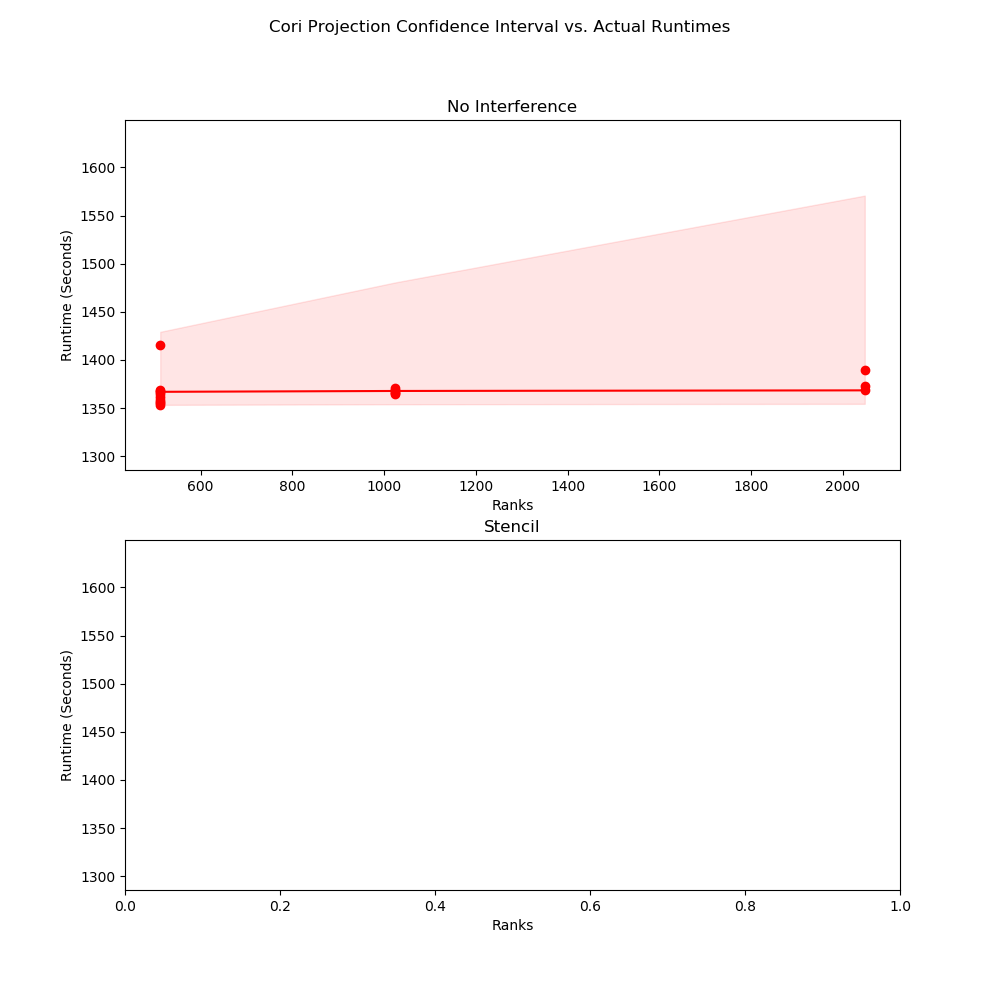 Cori Projection Confidence Interval vs. Actual Runtimes
No Interference
1600
1550
1500
1450
1400
1350
1300
Runtime (Seconds)
600 800 1000 1200 1400 1600 1800 2000
Ranks
Stencil
1600
1550
1500
1450
1400
1350
1300
Runtime (Seconds)
0.0 0.2 0.4 0.6 0.8 1.0
Ranks